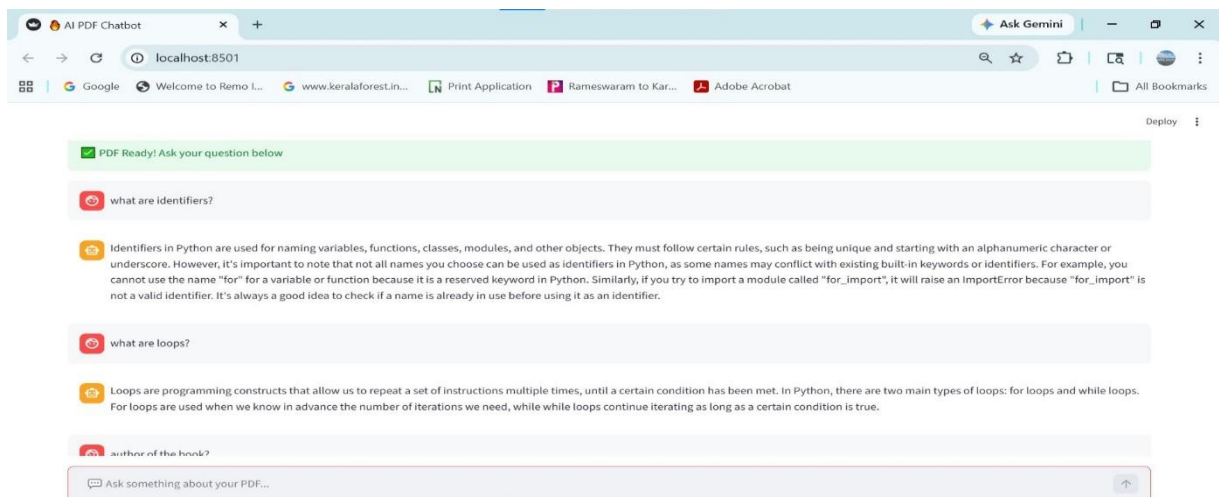 AI PDF Chatbot
Ask Gemini
localhost:8501
Google
Welcome to Remo I...
www.keralaforest.in...
Print Application
Rameswaram to Kar...
Adobe Acrobat
All Bookmarks
Deploy
PDF Ready! Ask your question below
what are identifiers?
Identifiers in Python are used for naming variables, functions, classes, modules, and other objects. They must follow certain rules, such as being unique and starting with an alphanumeric character or
underscore. However, it's important to note that not all names you choose can be used as identifiers in Python, as some names may conflict with existing built-in keywords or identifiers. For example, you
cannot use the name "for" for a variable or function because it is a reserved keyword in Python. Similarly, if you try to import a module called "for_import", it will raise an ImportError because "for_import" is
not a valid identifier. It's always a good idea to check if a name is already in use before using it as an identifier.
what are loops?
Loops are programming constructs that allow us to repeat a set of instructions multiple times, until a certain condition has been met. In Python, there are two main types of loops: for loops and while loops.
For loops are used when we know in advance the number of iterations we need, while while loops continue iterating as long as a certain condition is true.
author of the book?
Ask something about your PDF...